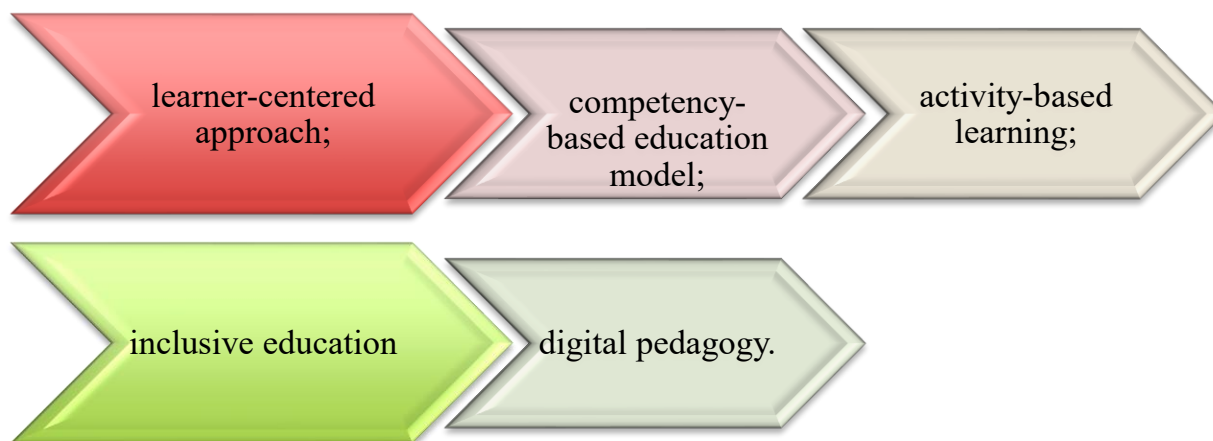 learner-centered
approach;
competency-
based education
model;
activity-based
learning;
inclusive education
digital pedagogy.